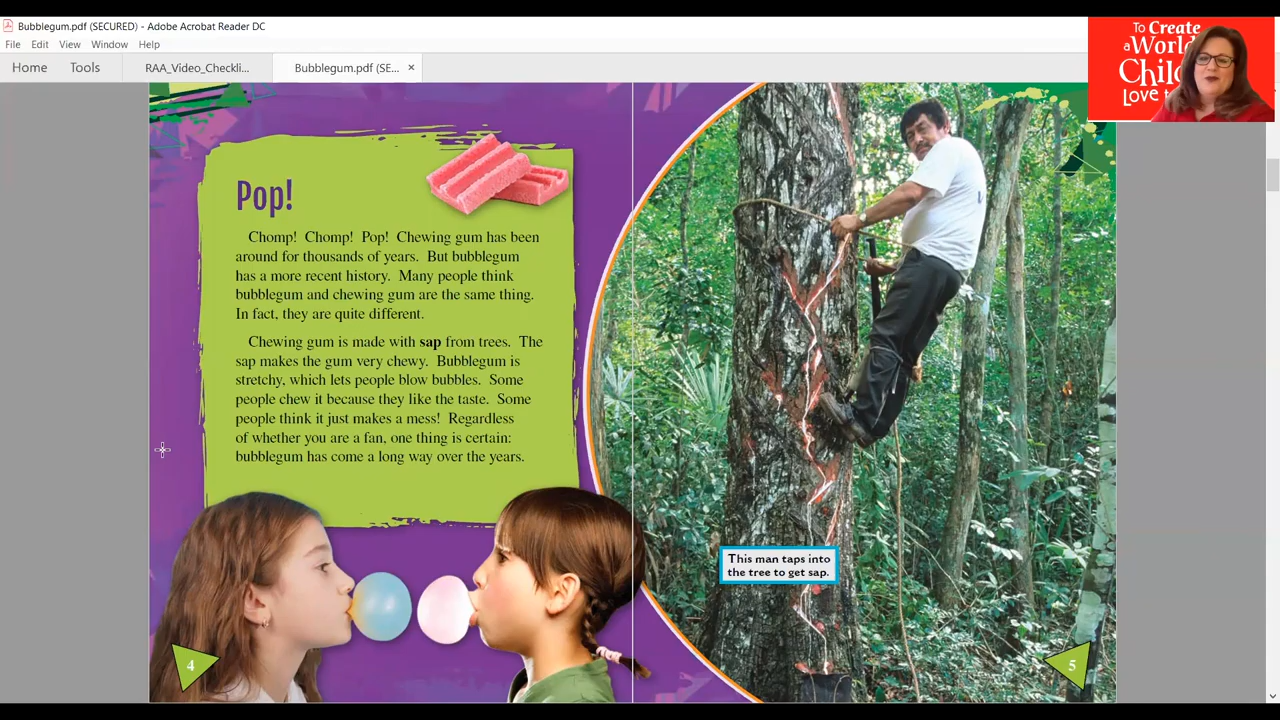 Bubblegum.pdf (SECURED) - Adobe Acrobat Reader DC
File Edit View Window Help
Home Tools RAA_Video_Checkli... Bubblegum.pdf (SE... ×
To Create
a World
Love
Pop!
Chomp! Chomp! Pop! Chewing gum has been
around for thousands of years. But bubblegum
has a more recent history. Many people think
bubblegum and chewing gum are the same thing.
In fact, they are quite different.
Chewing gum is made with sap from trees. The
sap makes the gum very chewy. Bubblegum is
stretchy, which lets people blow bubbles. Some
people chew it because they like the taste. Some
people think it just makes a mess! Regardless
of whether you are a fan, one thing is certain:
bubblegum has come a long way over the years.
This man taps into
the tree to get sap.
4
5